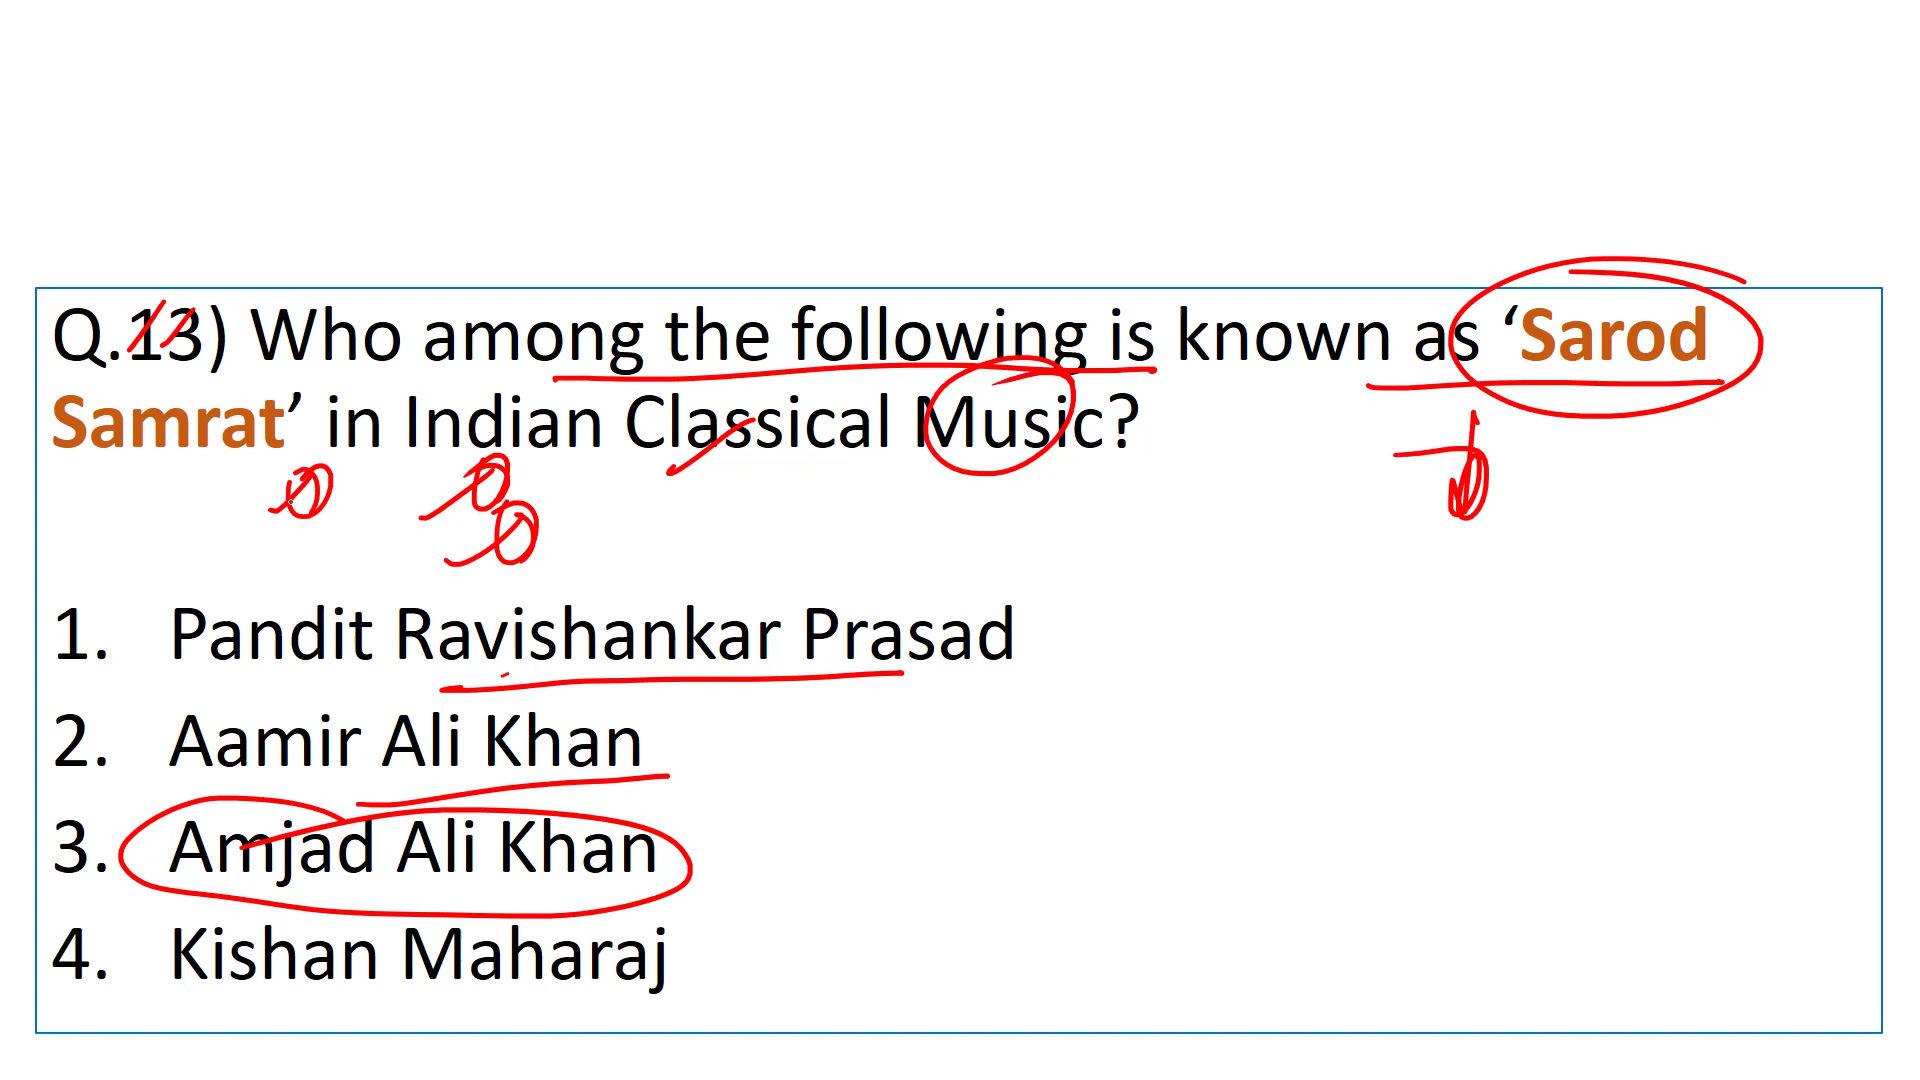 Q.13) Who among the following is known as ‘Sarod
Samrat’ in Indian Classical Music?
1. Pandit Ravishankar Prasad
2. Aamir Ali Khan
3. Amjad Ali Khan
4. Kishan Maharaj